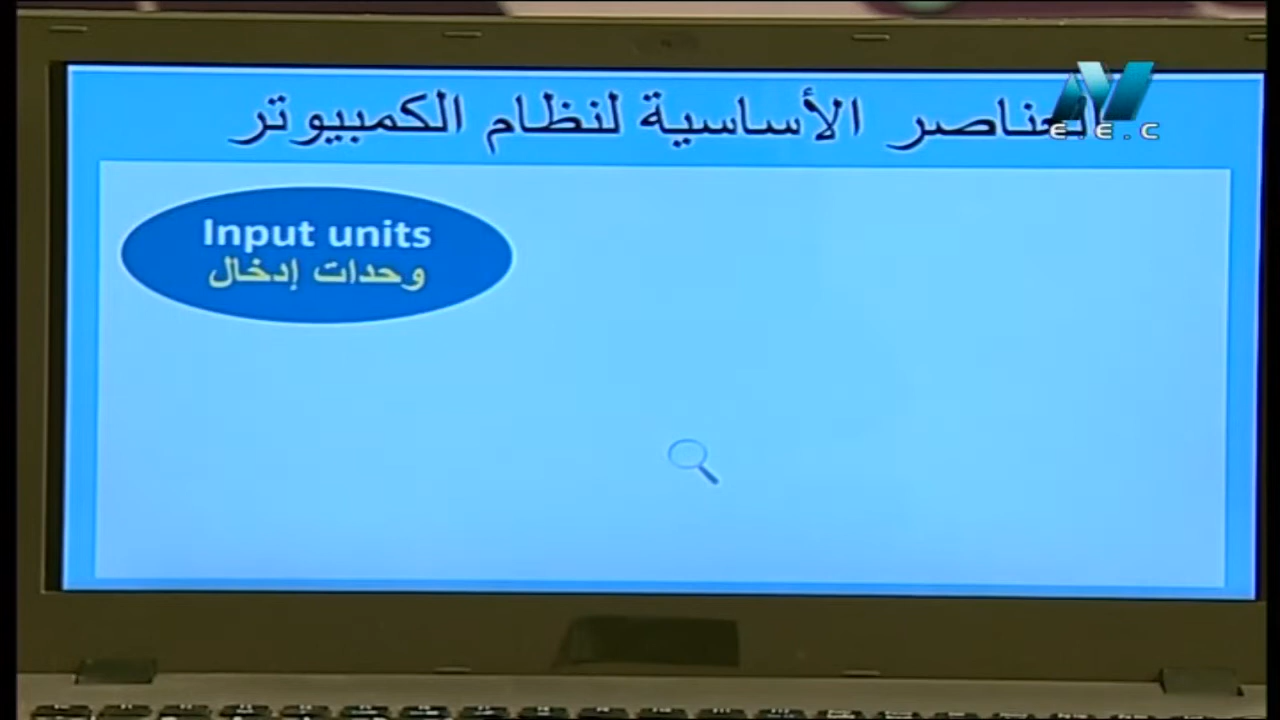 العناصر الأساسية لنظام الكمبيوتر
E.E.C
Input units
وحدات إدخال